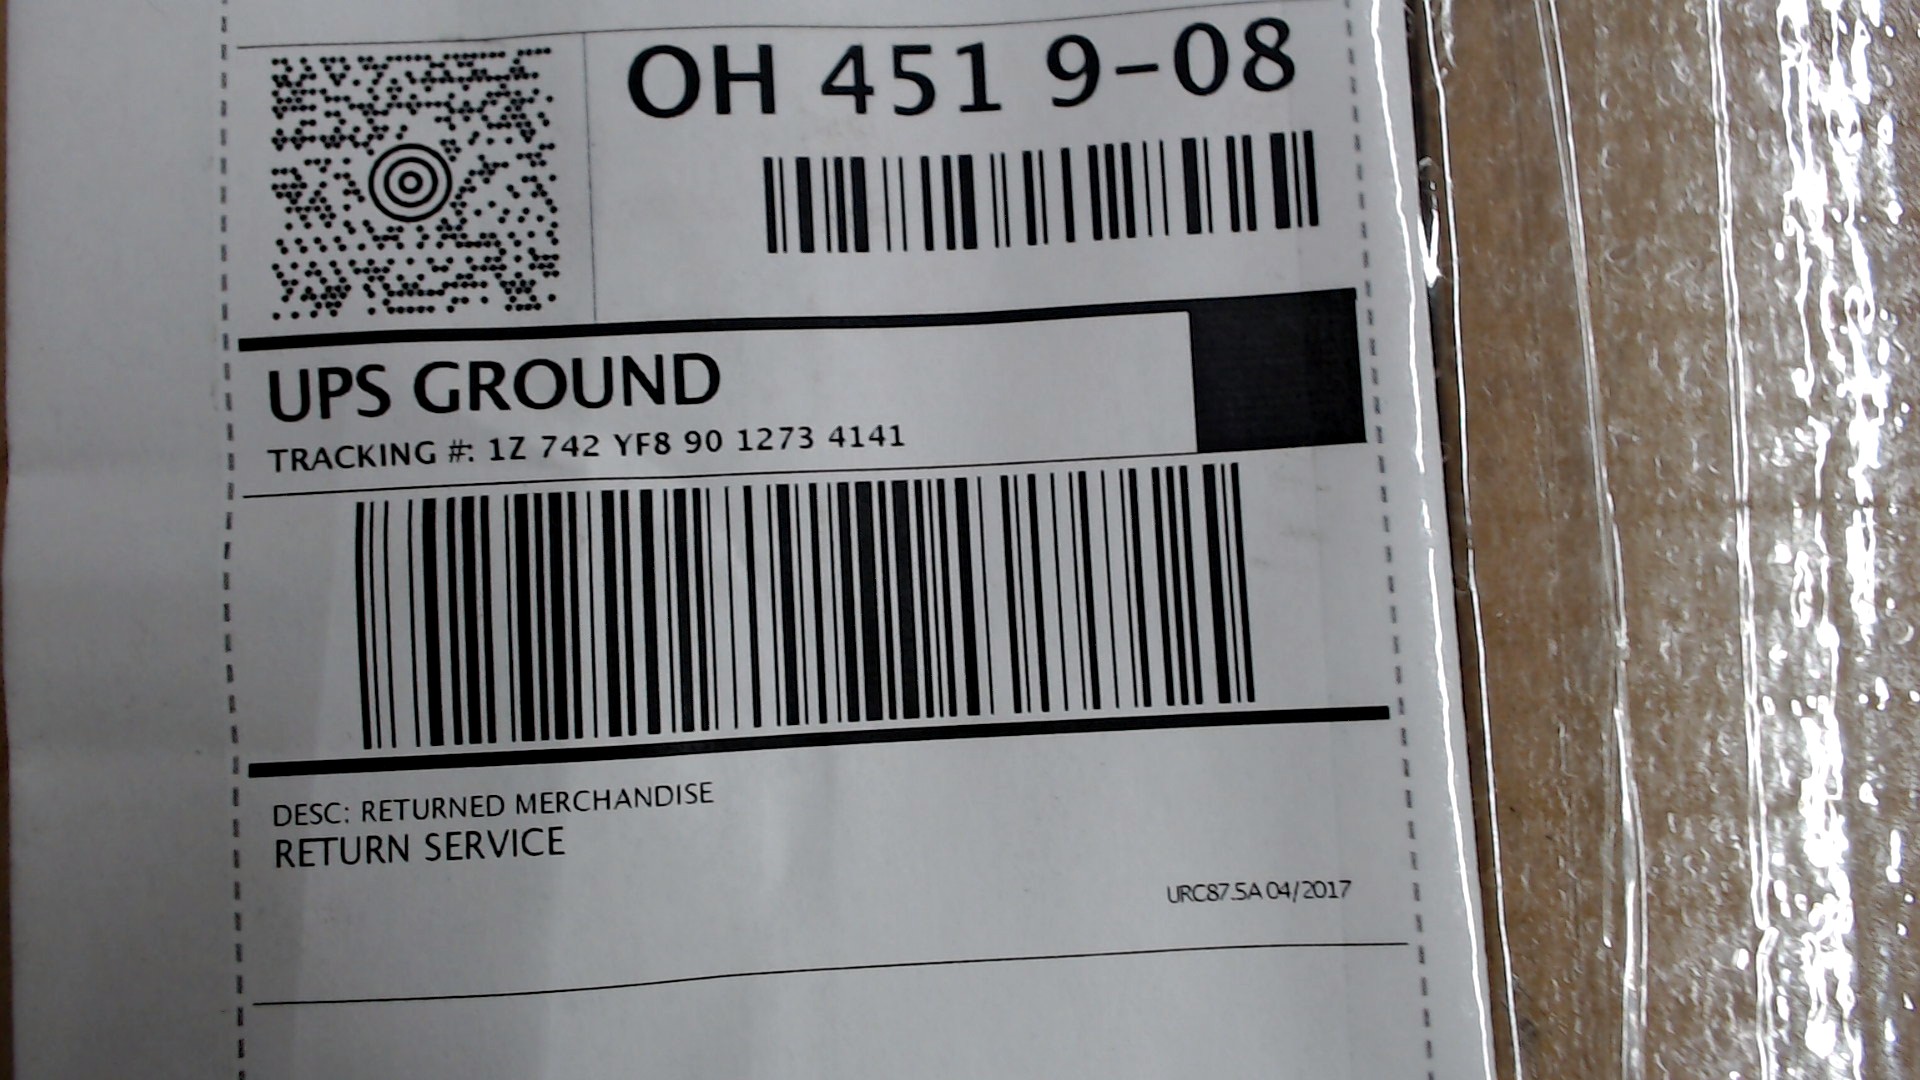 OH 451 9-08
UPS GROUND
TRACKING #: 1Z 742 YF8 90 1273 4141
DESC: RETURNED MERCHANDISE
RETURN SERVICE
URC87.5A 04/2017